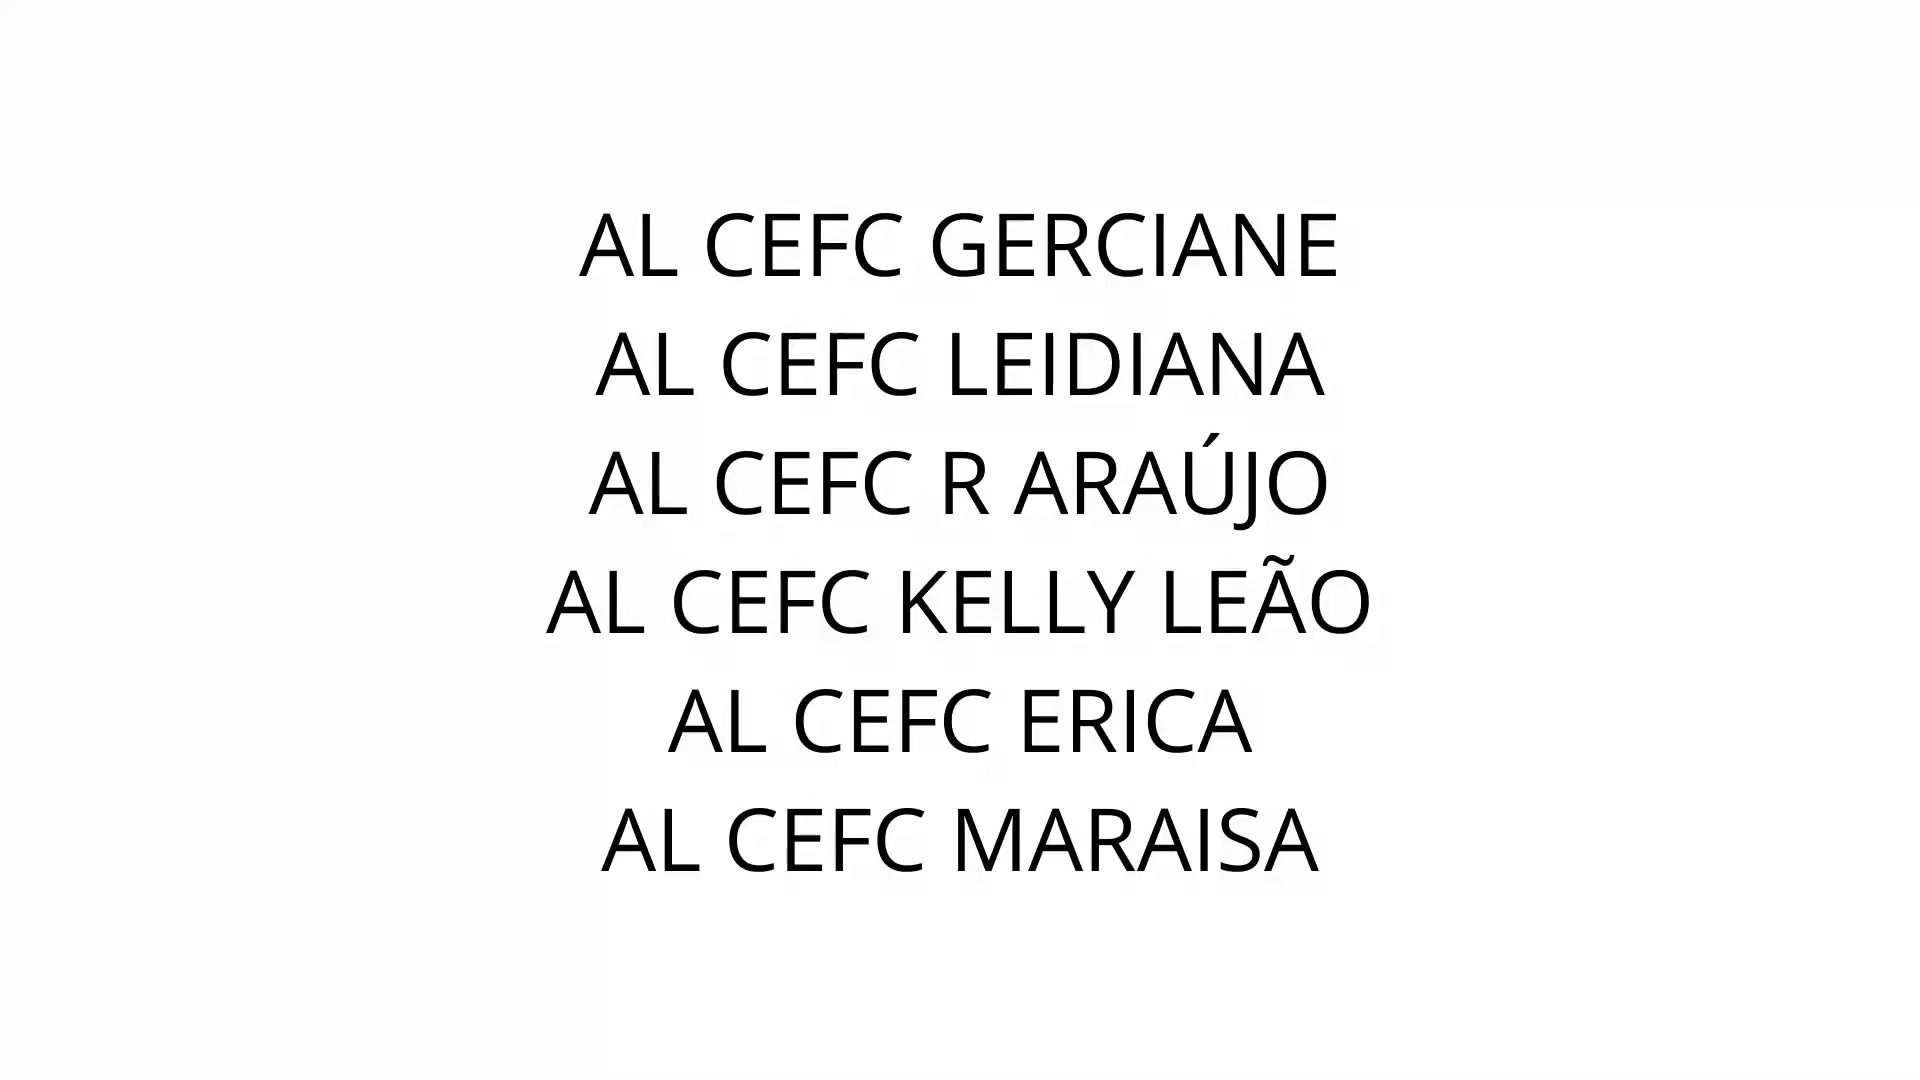 AL CEFC GERCIANE
AL CEFC LEIDIANA
AL CEFC R ARAÚJO
AL CEFC KELLY LEÃO
AL CEFC ERICA
AL CEFC MARAISA